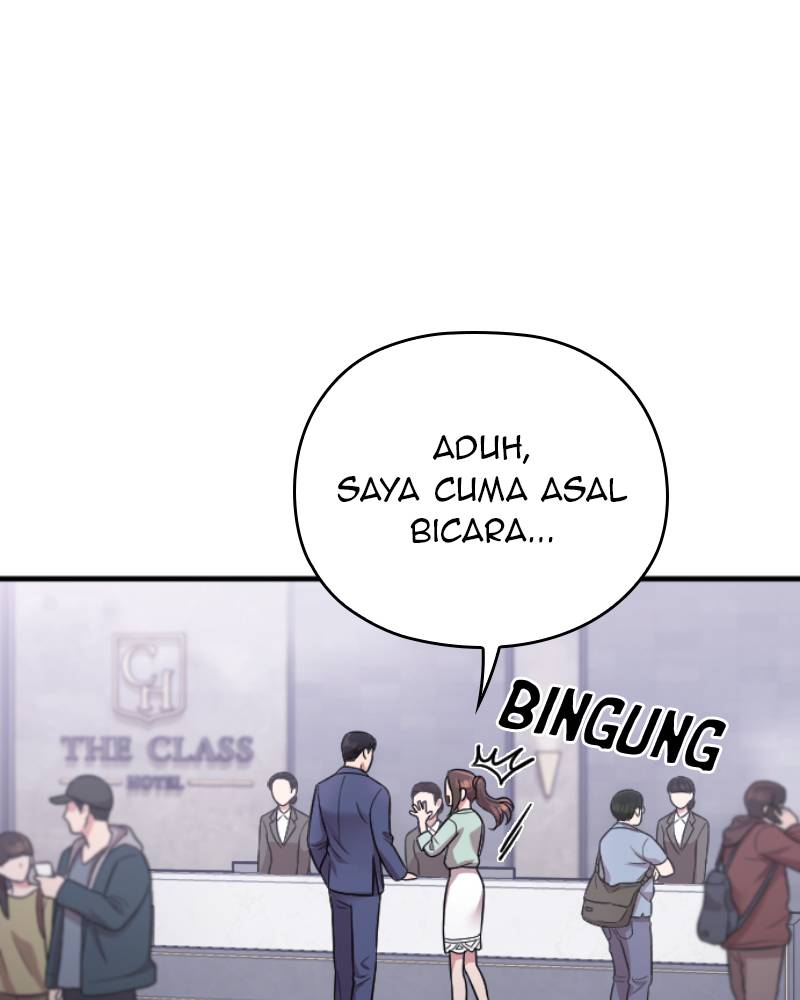 ADUH,
SAYA CUMA ASAL
BICARA...
BINGUNG
CH
THE CLASS
HOTEL